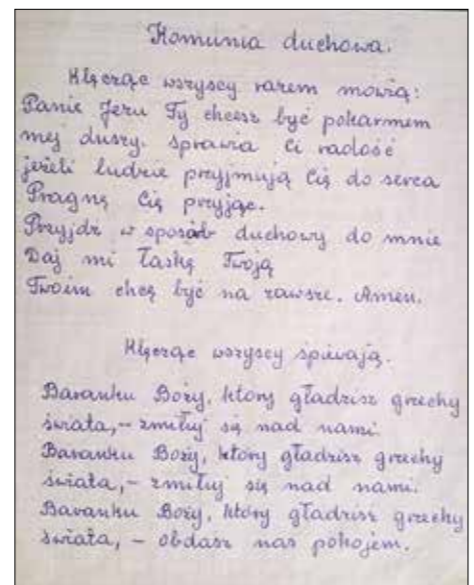 Komunia duchowa.
Klęcząc wszyscy razem mówią:
Panie Jezu Ty chcesz być pokarmem
mej duszy. Sprawia Ci radość
jeżeli ludzie przyjmują Cię do serca
Pragnę Cię przyjąć.
Przyjdź w sposób duchowy do mnie
Daj mi łaskę Twoją
Twoim chcę być na zawsze. Amen.
Klęcząc wszyscy śpiewają.
Baranku Boży, który gładzisz grzechy
świata, – zmiłuj się nad nami.
Baranku Boży, który gładzisz grzechy
świata, – zmiłuj się nad nami.
Baranku Boży, który gładzisz grzechy
świata, – obdarz nas pokojem.